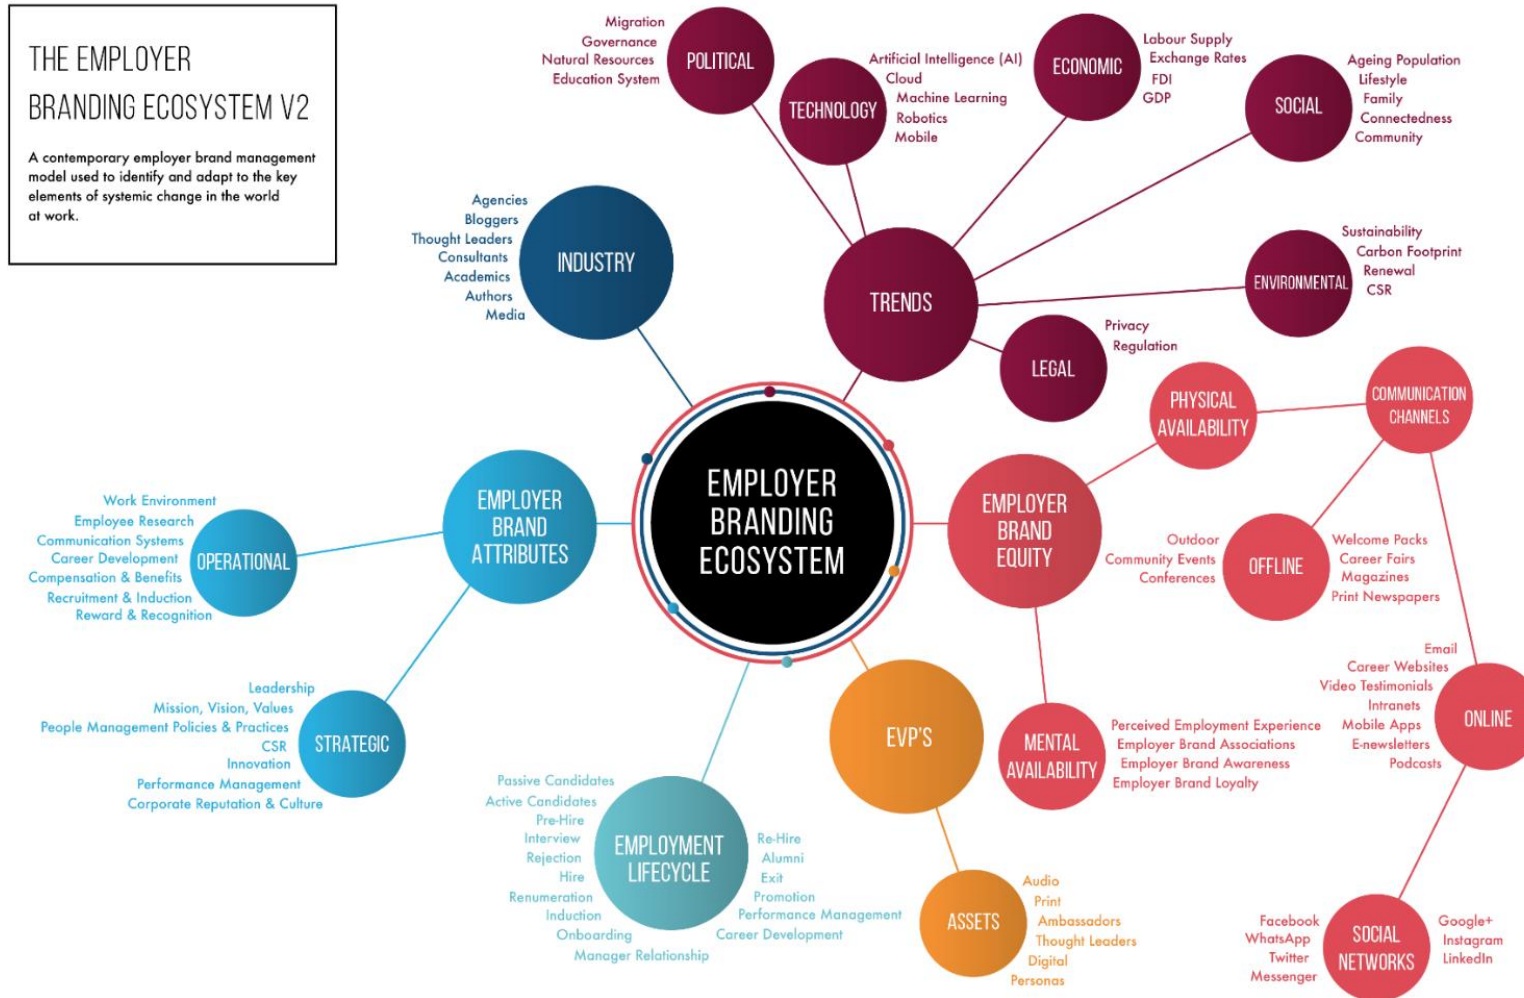 THE EMPLOYER
BRANDING ECOSYSTEM V2
A contemporary employer brand management
model used to identify and adapt to the key
elements of systemic change in the world
at work.
Migration
Governance
Natural Resources
Education System
POLITICAL
TECHNOLOGY
Artificial Intelligence (AI)
Cloud
Machine Learning
Robotics
Mobile
ECONOMIC
Labour Supply
Exchange Rates
FDI
GDP
SOCIAL
Ageing Population
Lifestyle
Family
Connectedness
Community
Agencies
Bloggers
Thought Leaders
Consultants
Academics
Authors
Media
INDUSTRY
TRENDS
ENVIRONMENTAL
Sustainability
Carbon Footprint
Renewal
CSR
LEGAL
Privacy
Regulation
EMPLOYER
BRANDING
ECOSYSTEM
EMPLOYER
BRAND
ATTRIBUTES
Work Environment
Employee Research
Communication Systems
Career Development
Compensation & Benefits
Recruitment & Induction
Reward & Recognition
OPERATIONAL
Leadership
Mission, Vision, Values
People Management Policies & Practices
CSR
Innovation
Performance Management
Corporate Reputation & Culture
STRATEGIC
EMPLOYER
BRAND
EQUITY
PHYSICAL
AVAILABILITY
COMMUNICATION
CHANNELS
Outdoor
Community Events
Conferences
OFFLINE
Welcome Packs
Career Fairs
Magazines
Print Newspapers
Email
Career Websites
Video Testimonials
Intranets
Mobile Apps
E-newsletters
Podcasts
ONLINE
MENTAL
AVAILABILITY
Perceived Employment Experience
Employer Brand Associations
Employer Brand Awareness
Employer Brand Loyalty
EVP'S
Passive Candidates
Active Candidates
Pre-Hire
Interview
Rejection
Hire
Renumeration
Induction
Onboarding
Manager Relationship
EMPLOYMENT
LIFECYCLE
Re-Hire
Alumni
Exit
Promotion
Performance Management
Career Development
ASSETS
Audio
Print
Ambassadors
Thought Leaders
Digital
Personas
Facebook
WhatsApp
Twitter
Messenger
SOCIAL
NETWORKS
Google+
Instagram
LinkedIn